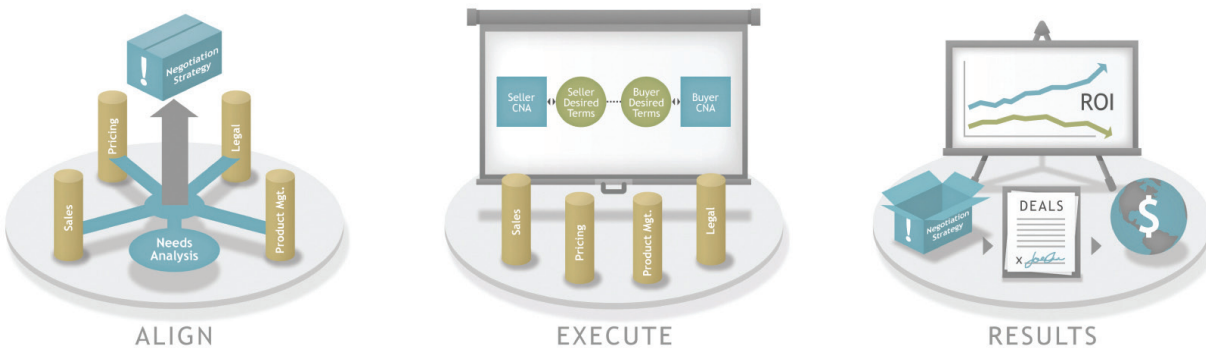 !
Negotiation
Strategy
Pricing
Legal
Sales
Product Mgt.
Needs
Analysis
ALIGN
Seller
CNA
Seller
Desired
Terms
Buyer
Desired
Terms
Buyer
CNA
Sales
Pricing
Product Mgt.
Legal
EXECUTE
ROI
!
Negotiation
Strategy
DEALS
X
$
RESULTS